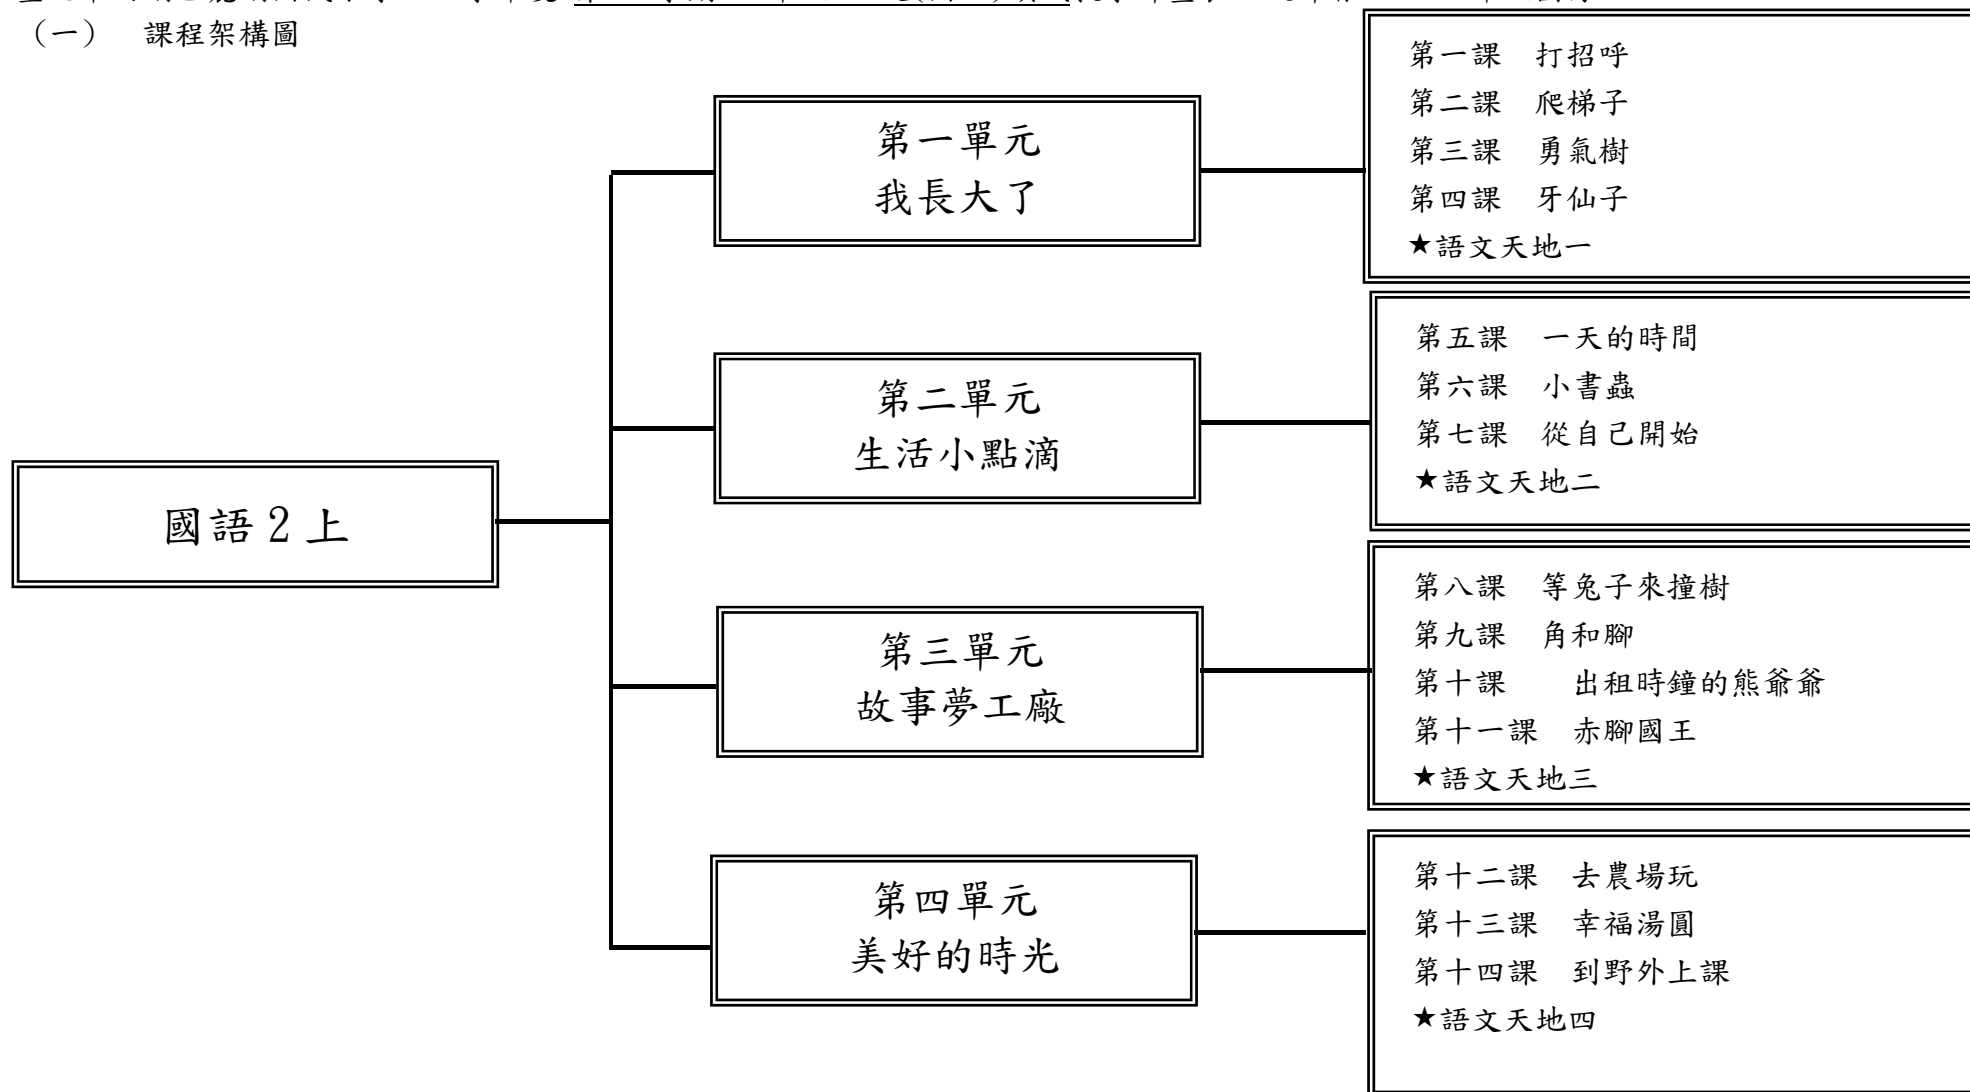 （一） 課程架構圖
國語2上
第一單元
我長大了
第一課 打招呼
第二課 爬梯子
第三課 勇氣樹
第四課 牙仙子
★語文天地一
第二單元
生活小點滴
第五課 一天的時間
第六課 小書蟲
第七課 從自己開始
★語文天地二
第三單元
故事夢工廠
第八課 等兔子來撞樹
第九課 角和腳
第十課 出租時鐘的熊爺爺
第十一課 赤腳國王
★語文天地三
第四單元
美好的時光
第十二課 去農場玩
第十三課 幸福湯圓
第十四課 到野外上課
★語文天地四